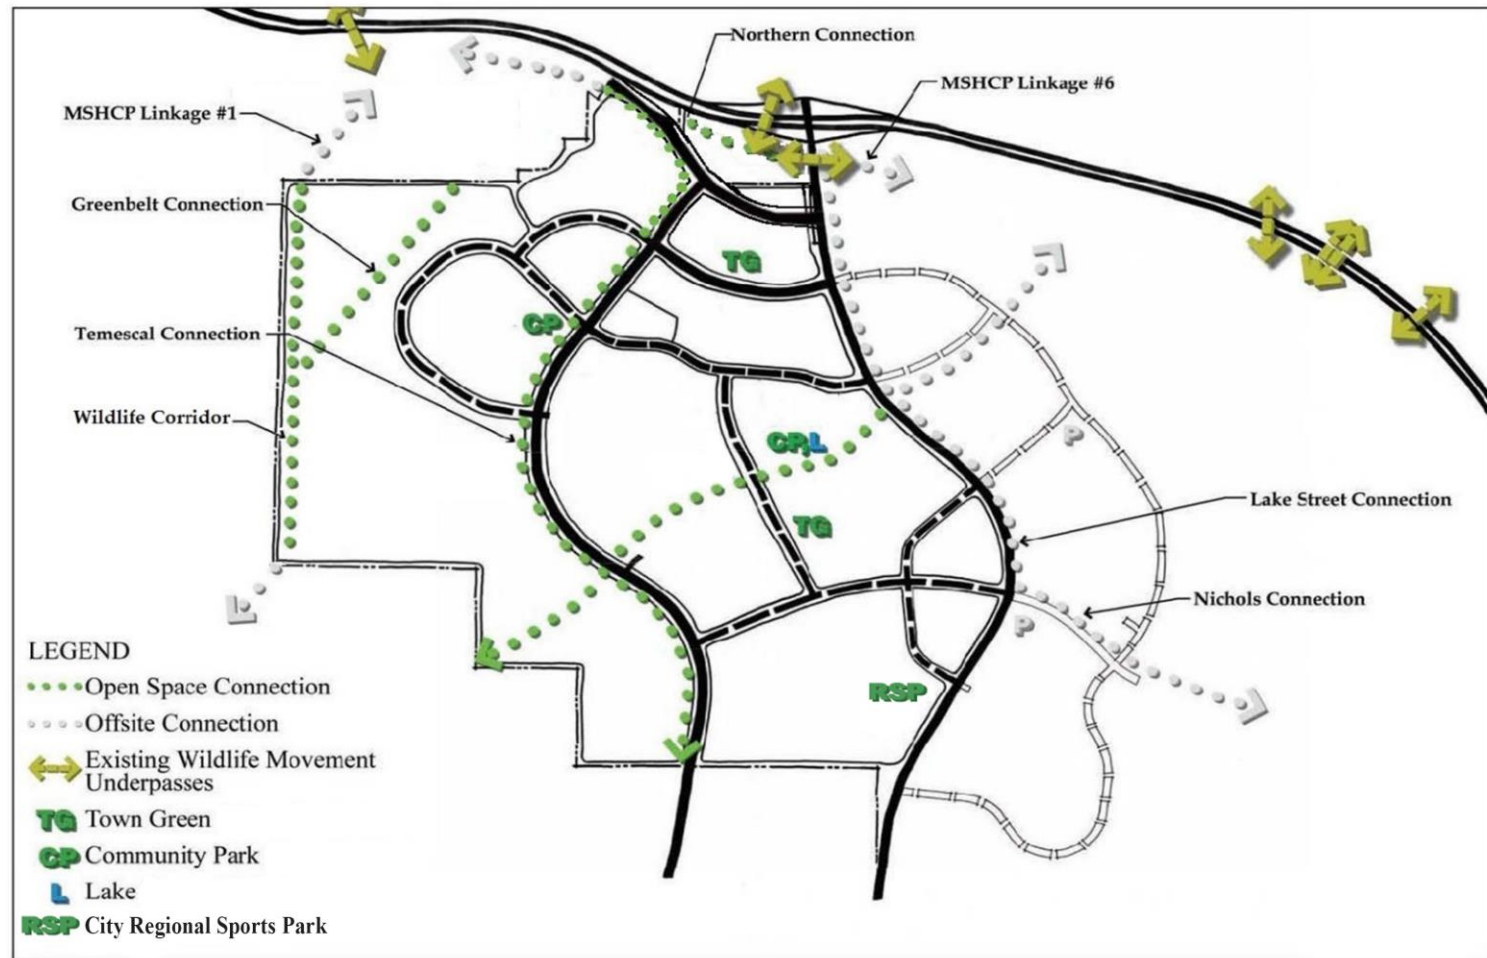 Northern Connection
MSHCP Linkage #6
MSHCP Linkage #1
Greenbelt Connection
TG
CP
Temescal Connection
Wildlife Corridor
P
CP,L
Lake Street Connection
TG
Nichols Connection
P
RSP
LEGEND
Open Space Connection
Offsite Connection
Existing Wildlife Movement
Underpasses
TG Town Green
CP Community Park
L Lake
RSP City Regional Sports Park